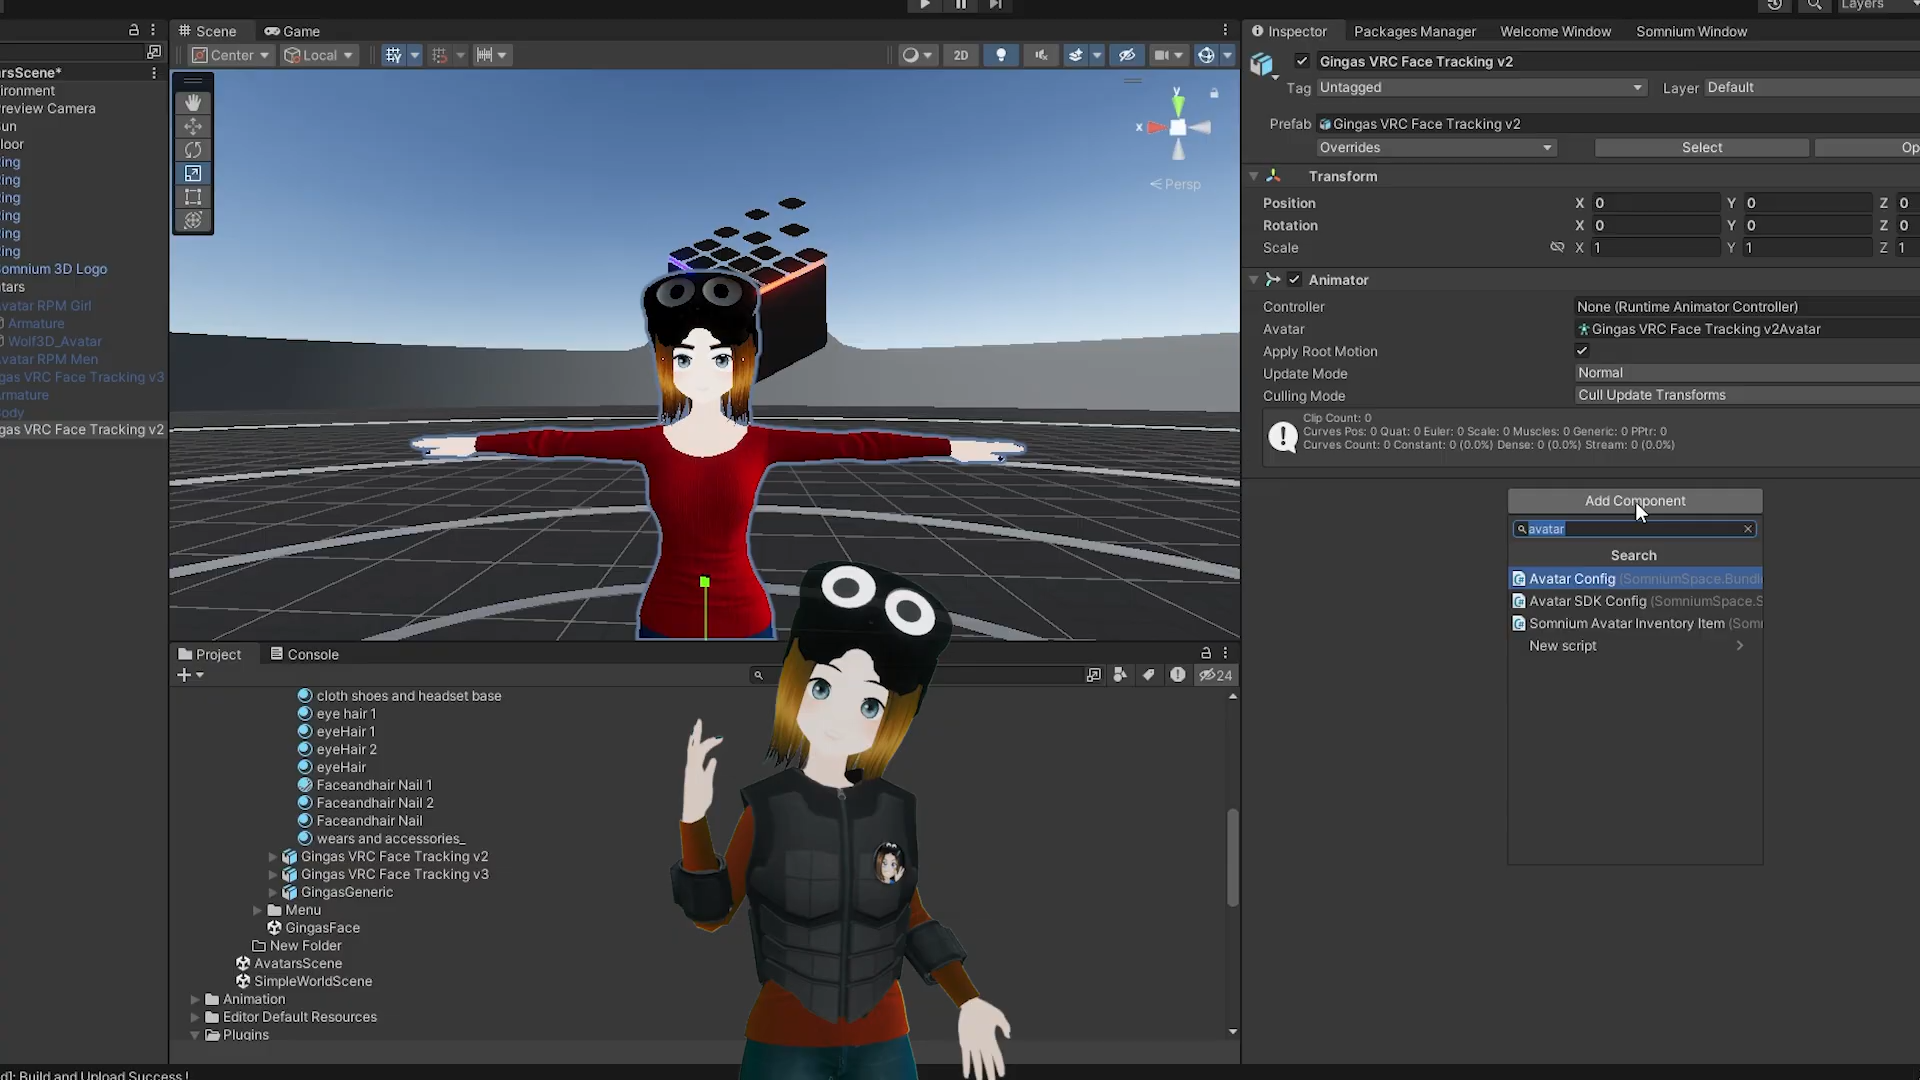 Layers
Scene
Game
Inspector
Packages Manager
Welcome Window
Somnium Window
Center
Local
2D
rsScene*
ironment
review Camera
un
loor
ing
ing
ing
ing
ing
ing
omnium 3D Logo
tars
vatar RPM Girl
Armature
Wolf3D_Avatar
vatar RPM Men
gas VRC Face Tracking v3
rmature
ody
gas VRC Face Tracking v2
y
x
Persp
Gingas VRC Face Tracking v2
Tag Untagged
Layer Default
Prefab Gingas VRC Face Tracking v2
Overrides
Select
Op
Transform
Position X 0 Y 0 Z 0
Rotation X 0 Y 0 Z 0
Scale X 1 Y 1 Z 1
Animator
Controller None (Runtime Animator Controller)
Avatar Gingas VRC Face Tracking v2Avatar
Apply Root Motion
Update Mode Normal
Culling Mode Cull Update Transforms
Clip Count: 0
Curves Pos: 0 Quat: 0 Euler: 0 Scale: 0 Muscles: 0 Generic: 0 PPtr: 0
Curves Count: 0 Constant: 0 (0.0%) Dense: 0 (0.0%) Stream: 0 (0.0%)
Add Component
avatar
Search
Avatar Config (SomniumSpace.Bundl
Avatar SDK Config (SomniumSpace.S
Somnium Avatar Inventory Item (Som
New script
Project
Console
24
cloth shoes and headset base
eye hair 1
eyeHair 1
eyeHair 2
eyeHair
Faceandhair Nail 1
Faceandhair Nail 2
Faceandhair Nail
wears and accessories_
Gingas VRC Face Tracking v2
Gingas VRC Face Tracking v3
GingasGeneric
Menu
GingasFace
New Folder
AvatarsScene
SimpleWorldScene
Animation
Editor Default Resources
Plugins
d]: Build and Upload Success !